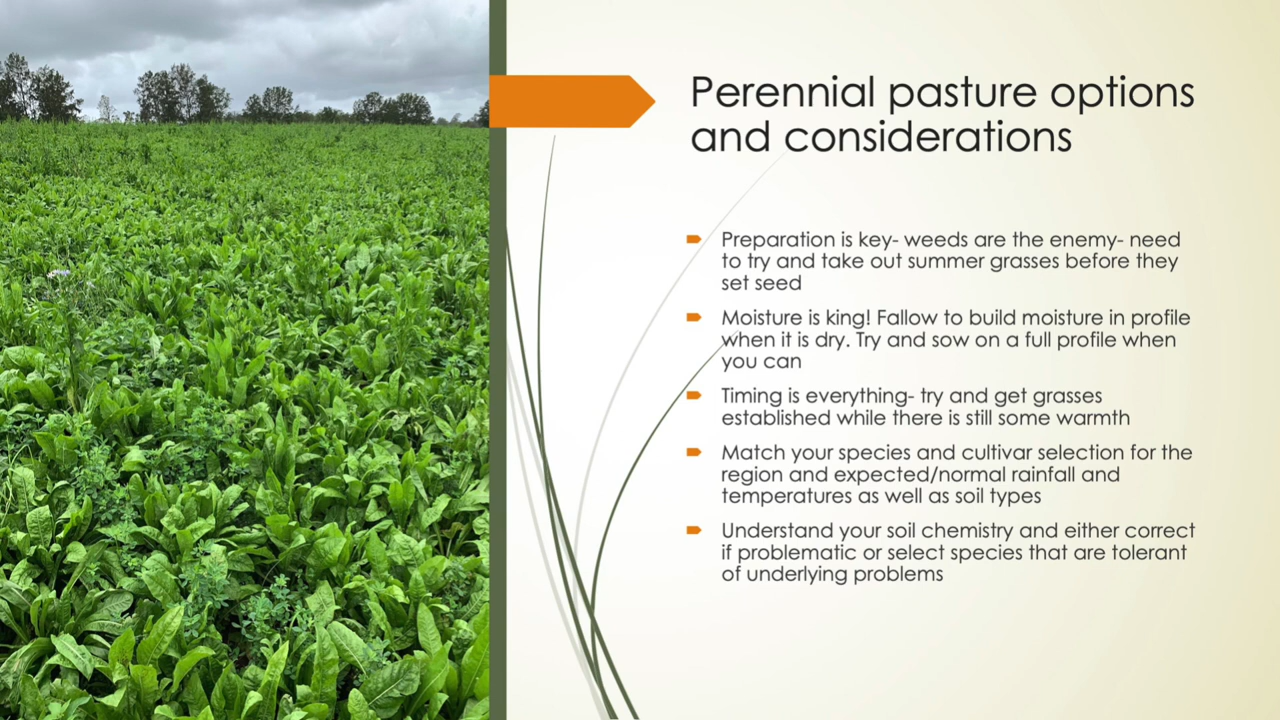 Perennial pasture options
and considerations
Preparation is key- weeds are the enemy- need
to try and take out summer grasses before they
set seed
Moisture is king! Fallow to build moisture in profile
when it is dry. Try and sow on a full profile when
you can
Timing is everything- try and get grasses
established while there is still some warmth
Match your species and cultivar selection for the
region and expected/normal rainfall and
temperatures as well as soil types
Understand your soil chemistry and either correct
if problematic or select species that are tolerant
of underlying problems